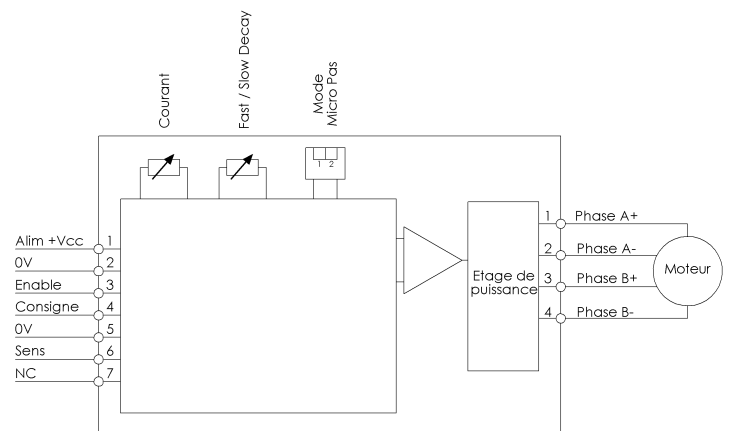 Courant
Fast / Slow Decay
Mode
Micro Pas
1 2
Alim +Vcc 1
0V 2
Enable 3
Consigne 4
0V 5
Sens 6
NC 7
Etage de
puissance
1 Phase A+
2 Phase A-
3 Phase B+
4 Phase B-
Moteur